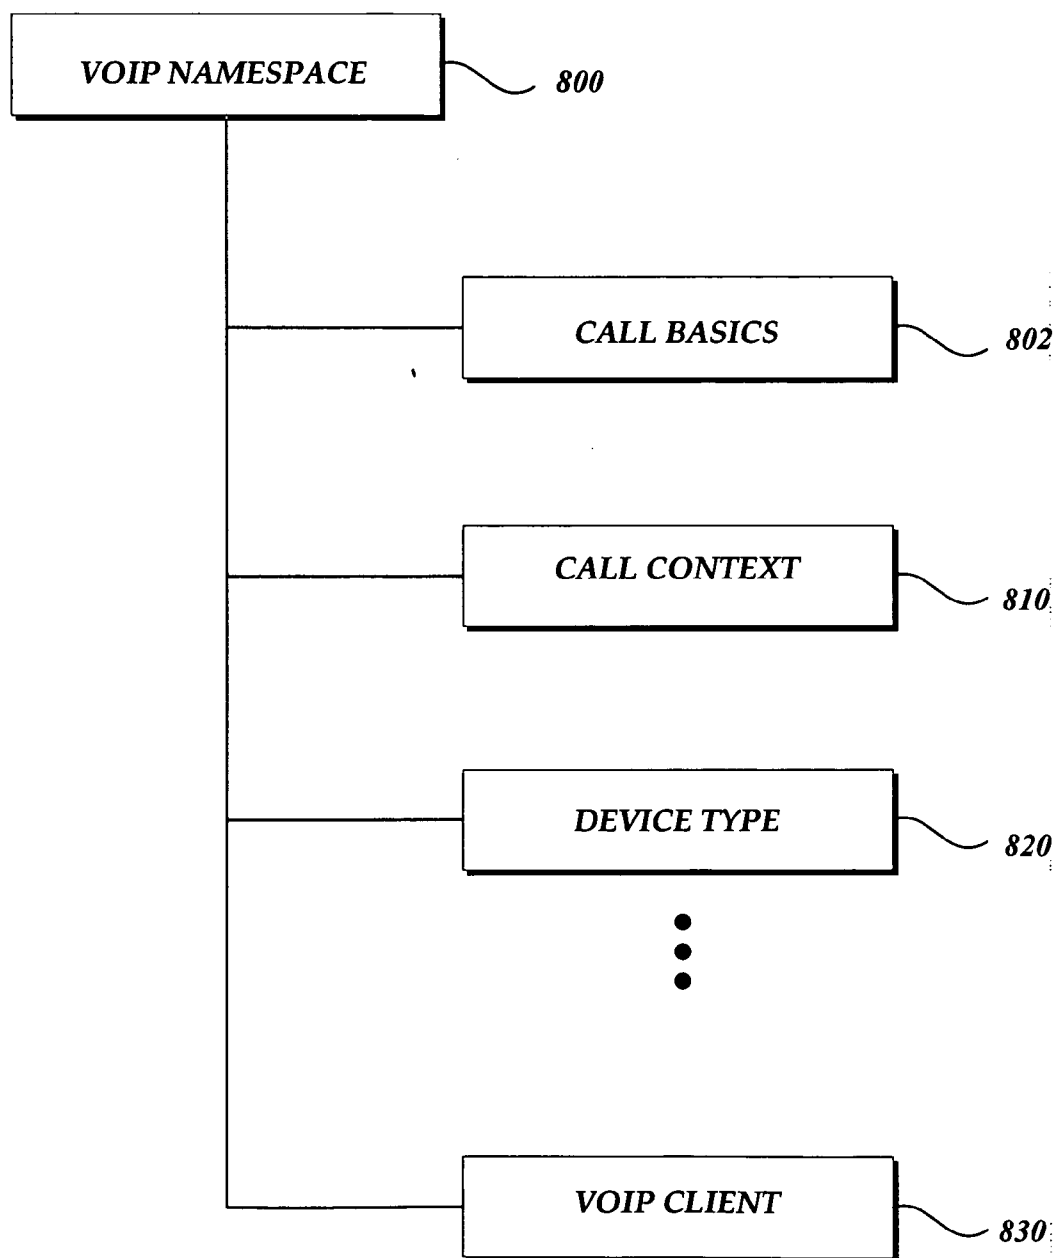 VOIP NAMESPACE
800
CALL BASICS
802
CALL CONTEXT
810
DEVICE TYPE
820
VOIP CLIENT
830